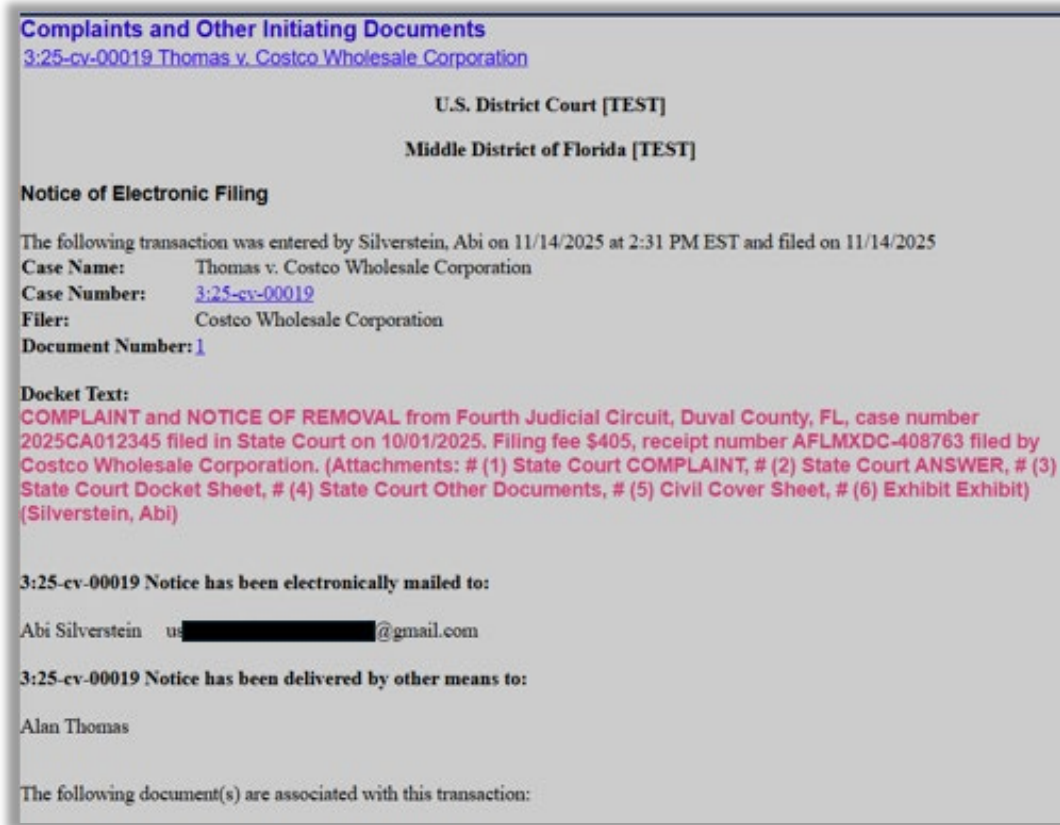 Complaints and Other Initiating Documents
3:25-cv-00019 Thomas v. Costco Wholesale Corporation
U.S. District Court [TEST]
Middle District of Florida [TEST]
Notice of Electronic Filing
The following transaction was entered by Silverstein, Abi on 11/14/2025 at 2:31 PM EST and filed on 11/14/2025
Case Name: Thomas v. Costco Wholesale Corporation
Case Number: 3:25-cv-00019
Filer: Costco Wholesale Corporation
Document Number: 1
Docket Text:
COMPLAINT and NOTICE OF REMOVAL from Fourth Judicial Circuit, Duval County, FL, case number
2025CA012345 filed in State Court on 10/01/2025. Filing fee $405, receipt number AFLMXDC-408763 filed by
Costco Wholesale Corporation. (Attachments: # (1) State Court COMPLAINT, # (2) State Court ANSWER, # (3)
State Court Docket Sheet, # (4) State Court Other Documents, # (5) Civil Cover Sheet, # (6) Exhibit Exhibit)
(Silverstein, Abi)
3:25-cv-00019 Notice has been electronically mailed to:
Abi Silverstein us @gmail.com
3:25-cv-00019 Notice has been delivered by other means to:
Alan Thomas
The following document(s) are associated with this transaction: